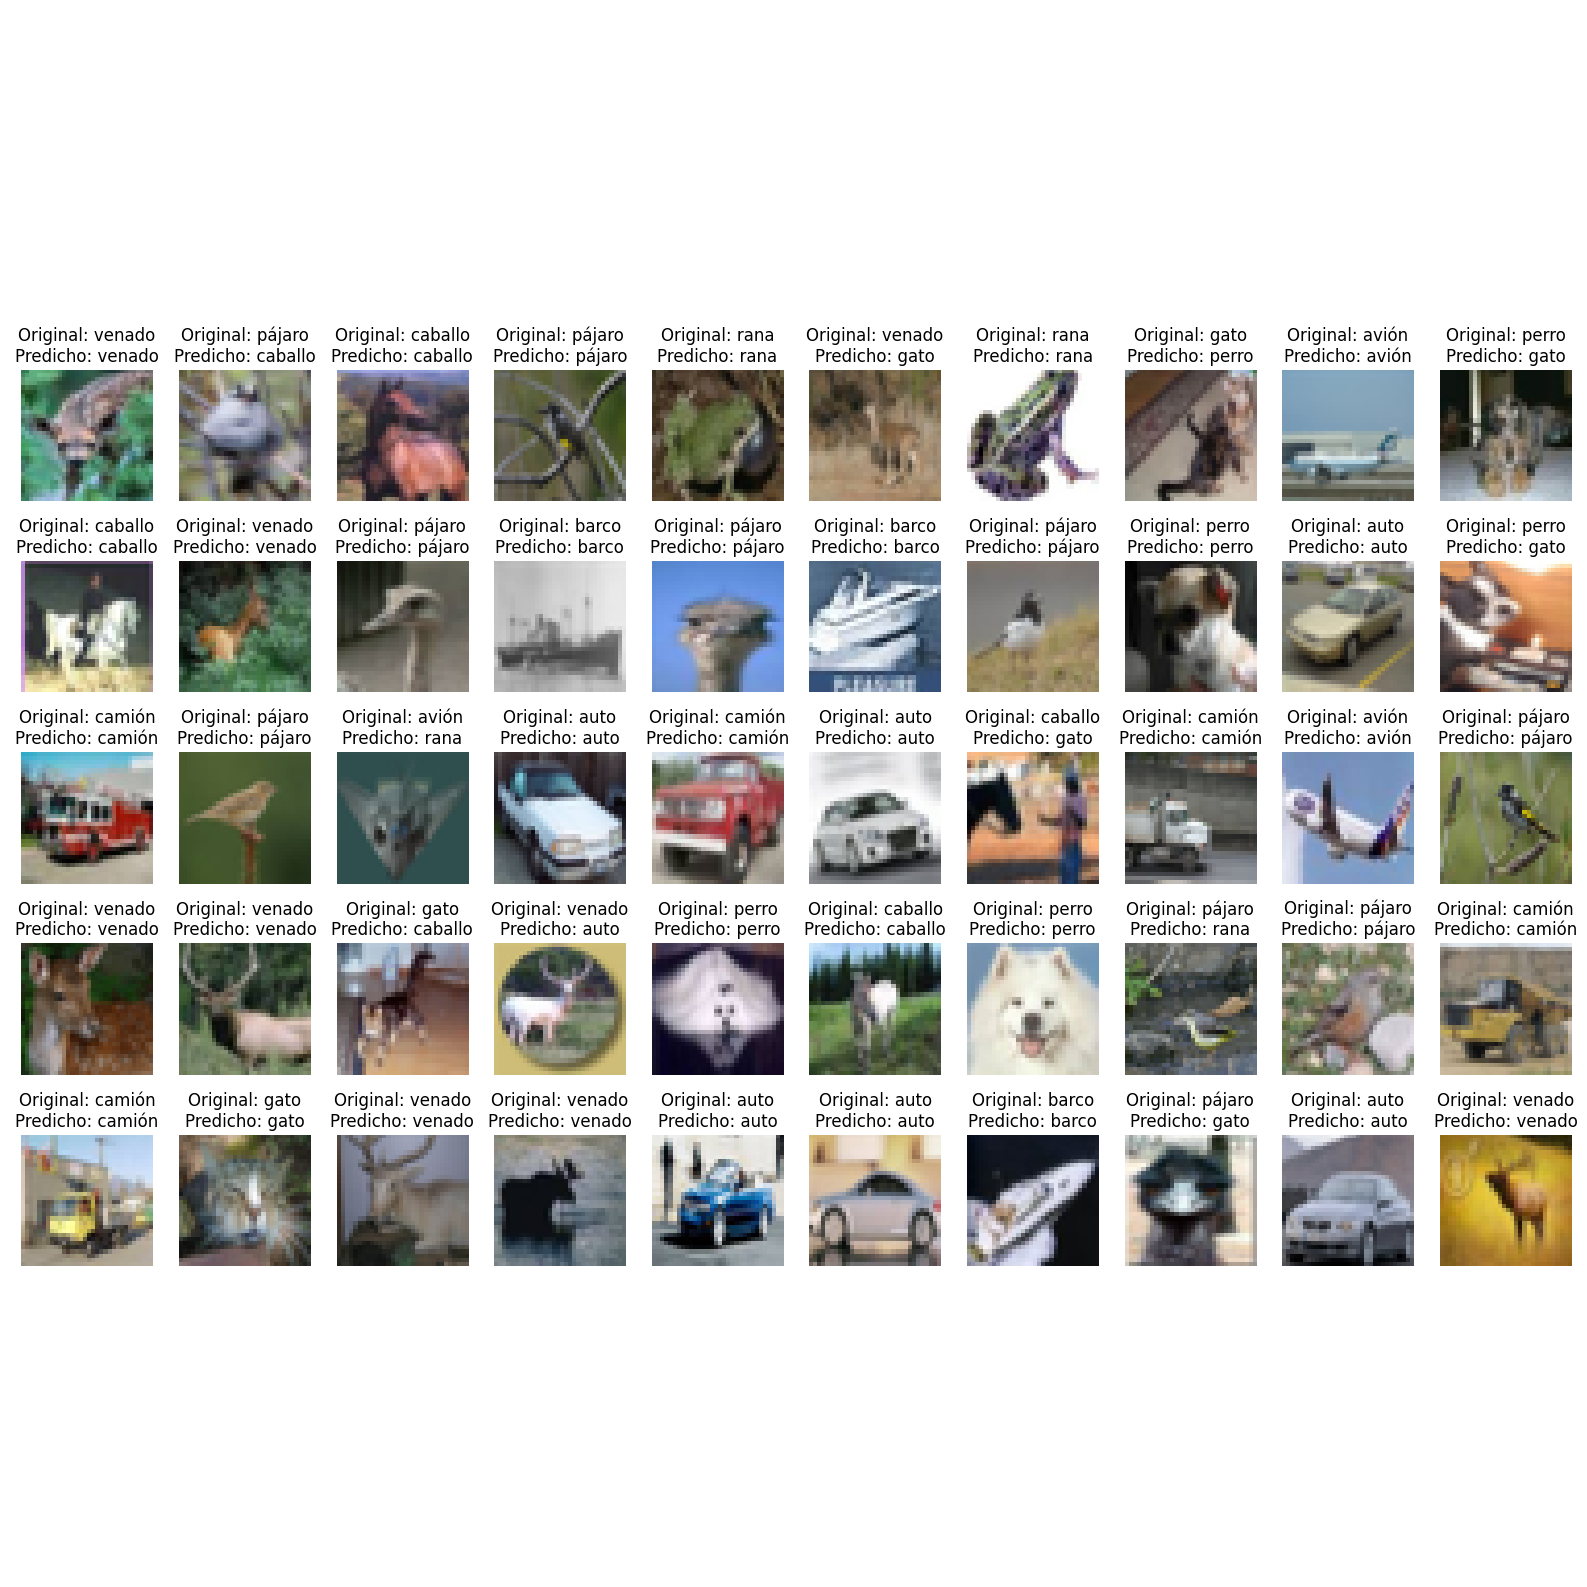 Original: venado Original: pájaro Original: caballo Original: pájaro Original: rana Original: venado Original: rana Original: gato Original: avión Original: perro
Predicho: venado Predicho: caballo Predicho: caballo Predicho: pájaro Predicho: rana Predicho: gato Predicho: rana Predicho: perro Predicho: avión Predicho: gato
Original: caballo Original: venado Original: pájaro Original: barco Original: pájaro Original: barco Original: pájaro Original: perro Original: auto Original: perro
Predicho: caballo Predicho: venado Predicho: pájaro Predicho: barco Predicho: pájaro Predicho: barco Predicho: pájaro Predicho: perro Predicho: auto Predicho: gato
PLEASURE
Original: camión Original: pájaro Original: avión Original: auto Original: camión Original: auto Original: caballo Original: camión Original: avión Original: pájaro
Predicho: camión Predicho: pájaro Predicho: rana Predicho: auto Predicho: camión Predicho: auto Predicho: gato Predicho: camión Predicho: avión Predicho: pájaro
Original: venado Original: venado Original: gato Original: venado Original: perro Original: caballo Original: perro Original: pájaro Original: pájaro Original: camión
Predicho: venado Predicho: venado Predicho: caballo Predicho: auto Predicho: perro Predicho: caballo Predicho: perro Predicho: rana Predicho: pájaro Predicho: camión
Original: camión Original: gato Original: venado Original: venado Original: auto Original: auto Original: barco Original: pájaro Original: auto Original: venado
Predicho: camión Predicho: gato Predicho: venado Predicho: venado Predicho: auto Predicho: auto Predicho: barco Predicho: gato Predicho: auto Predicho: venado